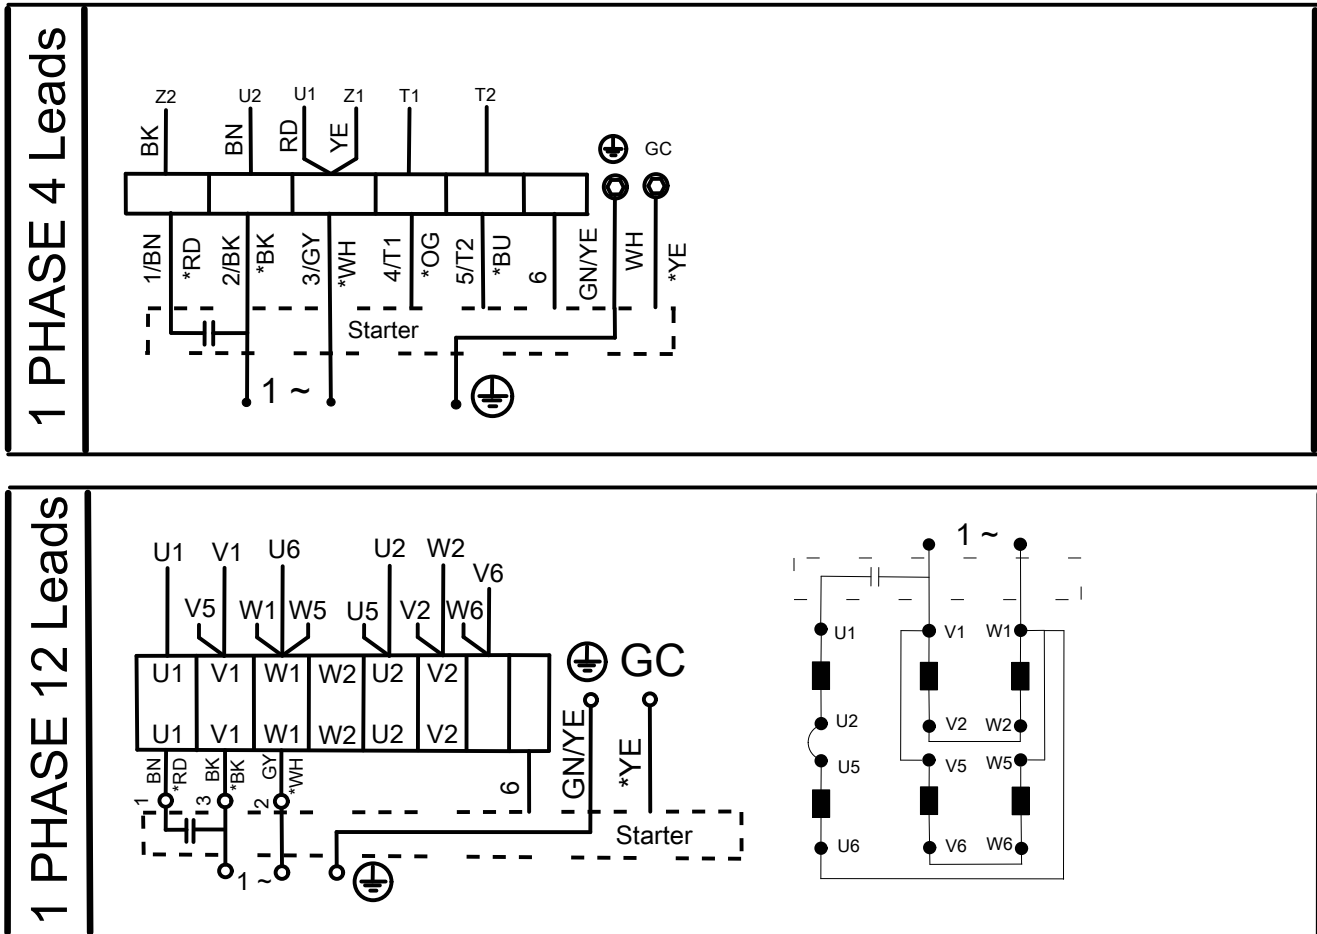 1 PHASE 4 Leads
Z2 U2 U1 Z1 T1 T2
BK BN RD YE
GC
1/BN *RD 2/BK *BK 3/GY *WH 4/T1 *OG 5/T2 *BU 6 GN/YE WH *YE
Starter
1 ~
1 PHASE 12 Leads
U1 V1 U6 U2 W2 V6
V5 W1 W5 U5 V2 W6
GC
U1 V1 W1 W2 U2 V2
U1 V1 W1 W2 U2 V2
BN *RD BK *BK GY *WH 6 GN/YE *YE
1 3 2
Starter
1 ~
1 ~
U1 V1 W1
U2 V2 W2
U5 V5 W5
U6 V6 W6